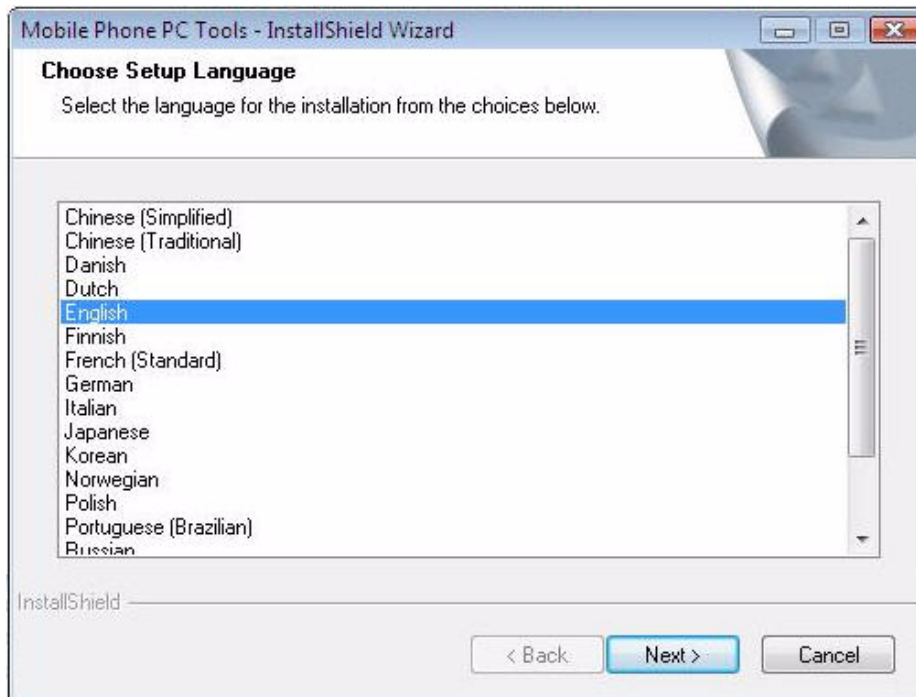 Mobile Phone PC Tools - InstallShield Wizard
Choose Setup Language
Select the language for the installation from the choices below.
Chinese (Simplified)
Chinese (Traditional)
Danish
Dutch
English
Finnish
French (Standard)
German
Italian
Japanese
Korean
Norwegian
Polish
Portuguese (Brazilian)
Russian
InstallShield
< Back
Next >
Cancel